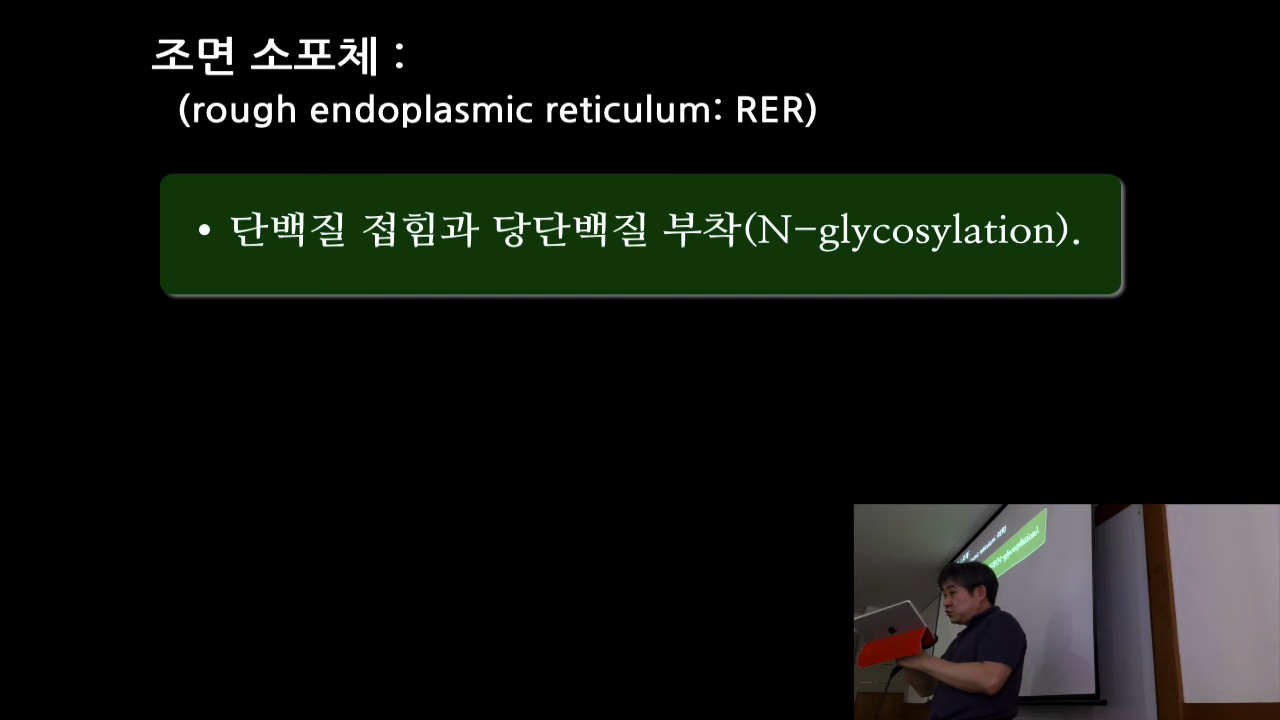 조면 소포체 :
(rough endoplasmic reticulum: RER)
• 단백질 접힘과 당단백질 부착(N-glycosylation).